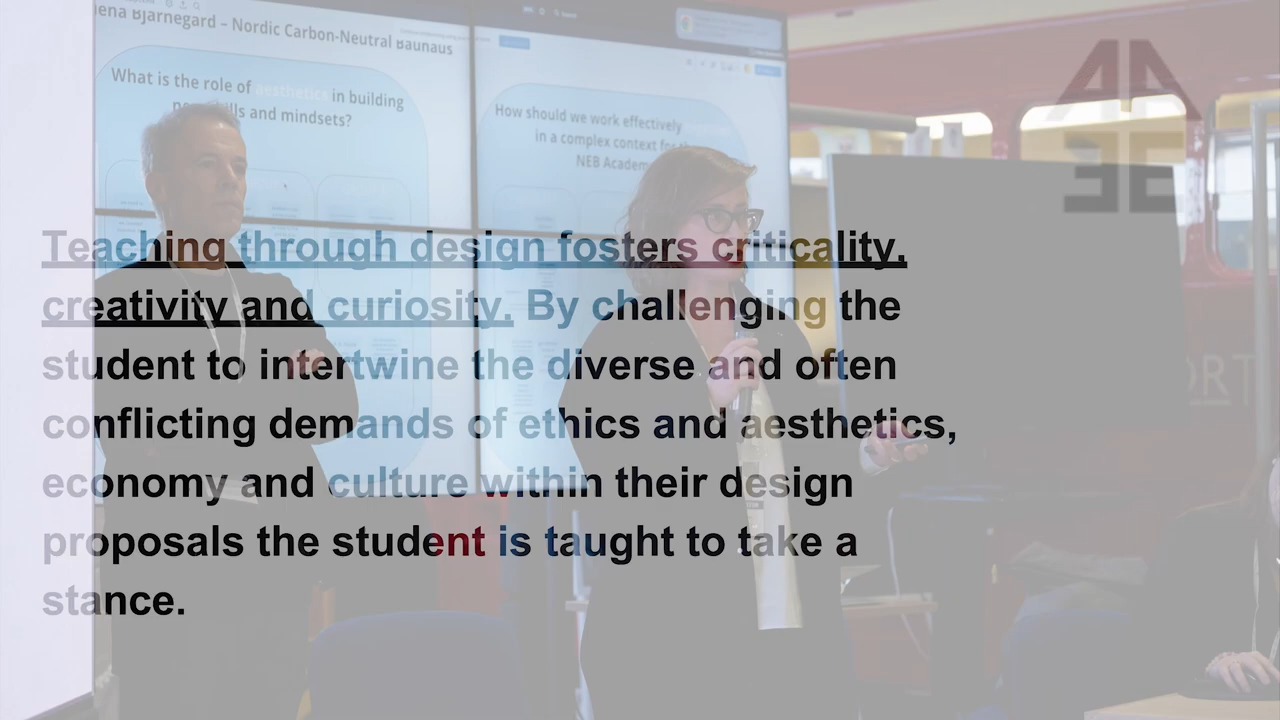 ena Bjarnegard – Nordic Carbon-Neutral Bauhaus
What is the role of aesthetics in building
skills and mindsets?
How should we work effectively
in a complex context for the
NEB Academ
Teaching through design fosters criticality,
creativity and curiosity. By challenging the
student to intertwine the diverse and often
conflicting demands of ethics and aesthetics,
economy and culture within their design
proposals the student is taught to take a
stance.